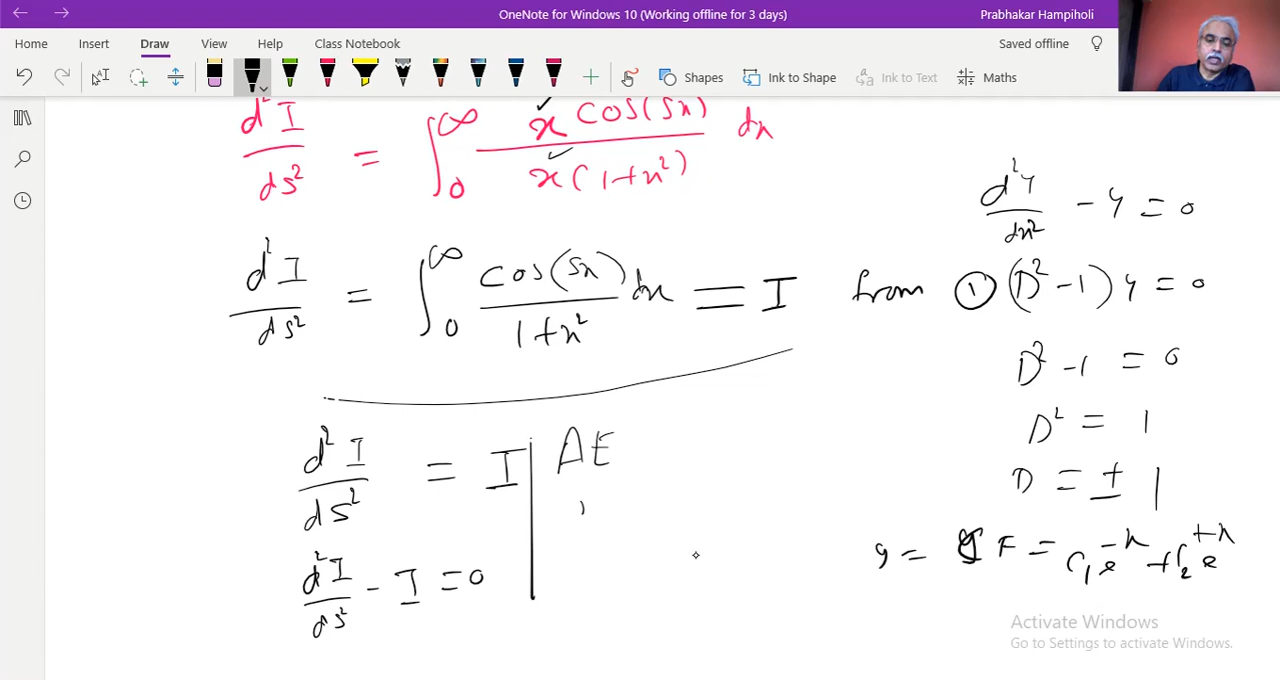 OneNote for Windows 10 (Working offline for 3 days)
Prabhakar Hampiholi
Home Insert Draw View Help Class Notebook
Saved offline
Shapes Ink to Shape Ink to Text Maths
d²I/ds² = ∫₀^∞ x cos(sx) / x(1+x²) dx
d²I/ds² = ∫₀^∞ cos(sx)/(1+x²) dx = I from ①
d²I/ds² = I
d²I/ds² - I = 0
AE
d²y/dx² - y = 0
(D² - 1) y = 0
D² - 1 = 0
D² = 1
D = ± 1
y = C F = C₁e^-x + C₂e^+x
Activate Windows
Go to Settings to activate Windows.